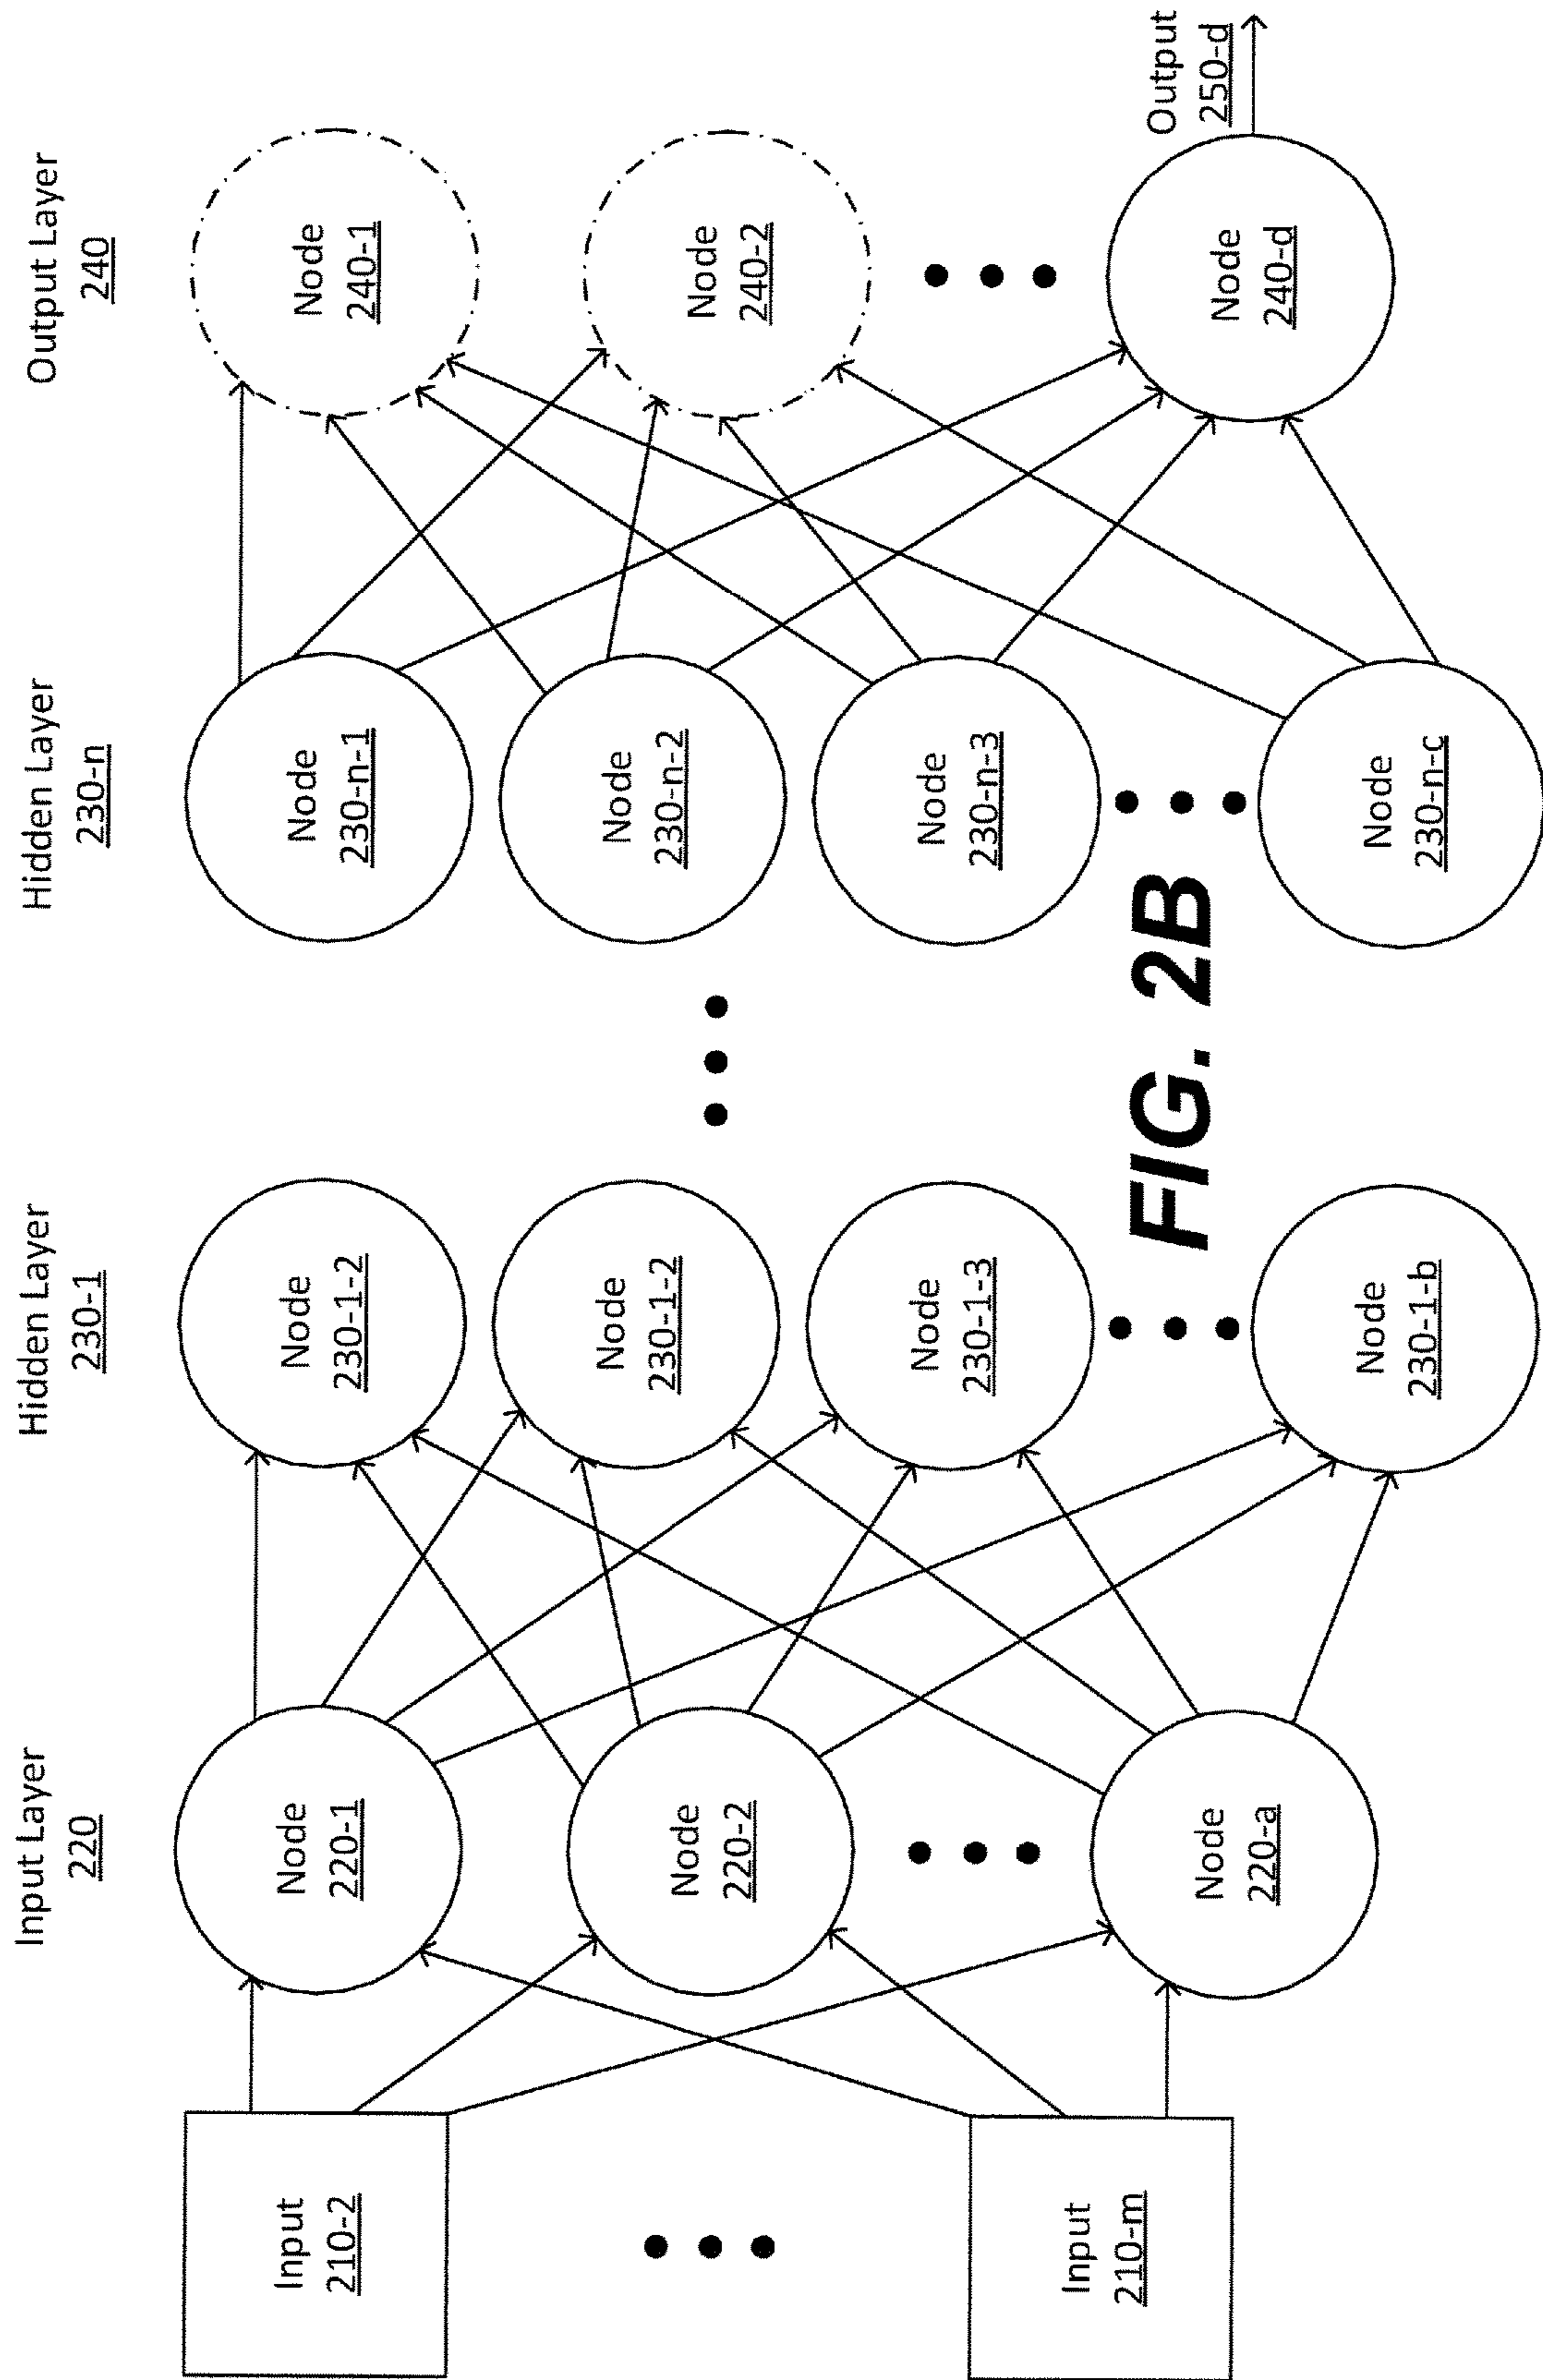 Input Layer
220
Hidden Layer
230-1
Hidden Layer
230-n
Output Layer
240
Input
210-2
Node
220-1
Node
230-1-2
Node
230-n-1
Node
240-1
Node
220-2
Node
230-1-2
Node
230-n-2
Node
240-2
Node
230-1-3
Node
230-n-3
Input
210-m
Node
220-a
Node
230-1-b
Node
230-n-c
Node
240-d
Output
250-d
FIG. 2B